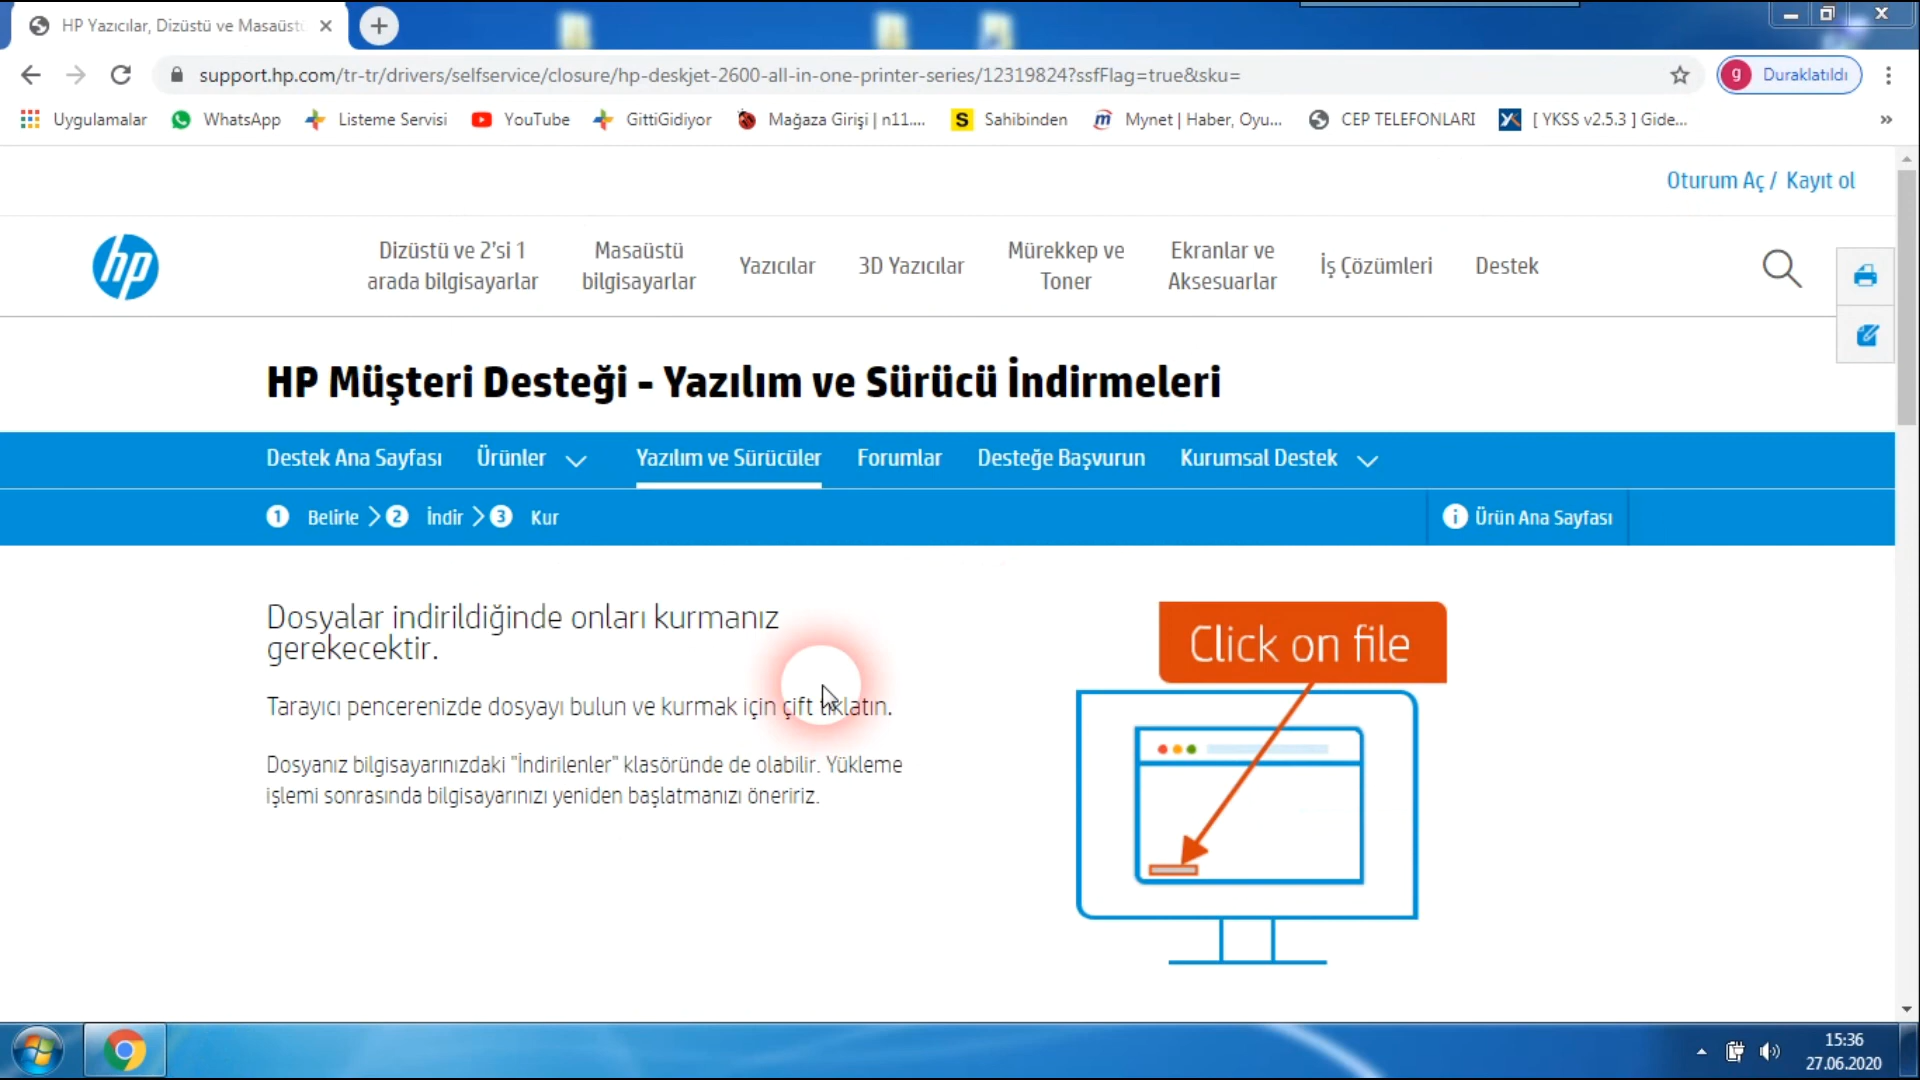 HP Yazıcılar, Dizüstü ve Masaüst
support.hp.com/tr-tr/drivers/selfservice/closure/hp-deskjet-2600-all-in-one-printer-series/12319824?ssfFlag=true&sku=
g Duraklatıldı
Uygulamalar WhatsApp Listeme Servisi YouTube GittiGidiyor Mağaza Girişi | n11.... S Sahibinden m Mynet | Haber, Oyu... CEP TELEFONLARI [ YKSS v2.5.3 ] Gide... »
Oturum Aç / Kayıt ol
hp
Dizüstü ve 2'si 1
arada bilgisayarlar
Masaüstü
bilgisayarlar
Yazıcılar
3D Yazıcılar
Mürekkep ve
Toner
Ekranlar ve
Aksesuarlar
İş Çözümleri
Destek
HP Müşteri Desteği - Yazılım ve Sürücü İndirmeleri
Destek Ana Sayfası Ürünler Yazılım ve Sürücüler Forumlar Desteğe Başvurun Kurumsal Destek
1 Belirle 2 İndir 3 Kur i Ürün Ana Sayfası
Dosyalar indirildiğinde onları kurmanız
gerekecektir.
Tarayıcı pencerenizde dosyayı bulun ve kurmak için çift tıklatın.
Dosyanız bilgisayarınızdaki "İndirilenler" klasöründe de olabilir. Yükleme
işlemi sonrasında bilgisayarınızı yeniden başlatmanızı öneririz.
Click on file
15:36
27.06.2020